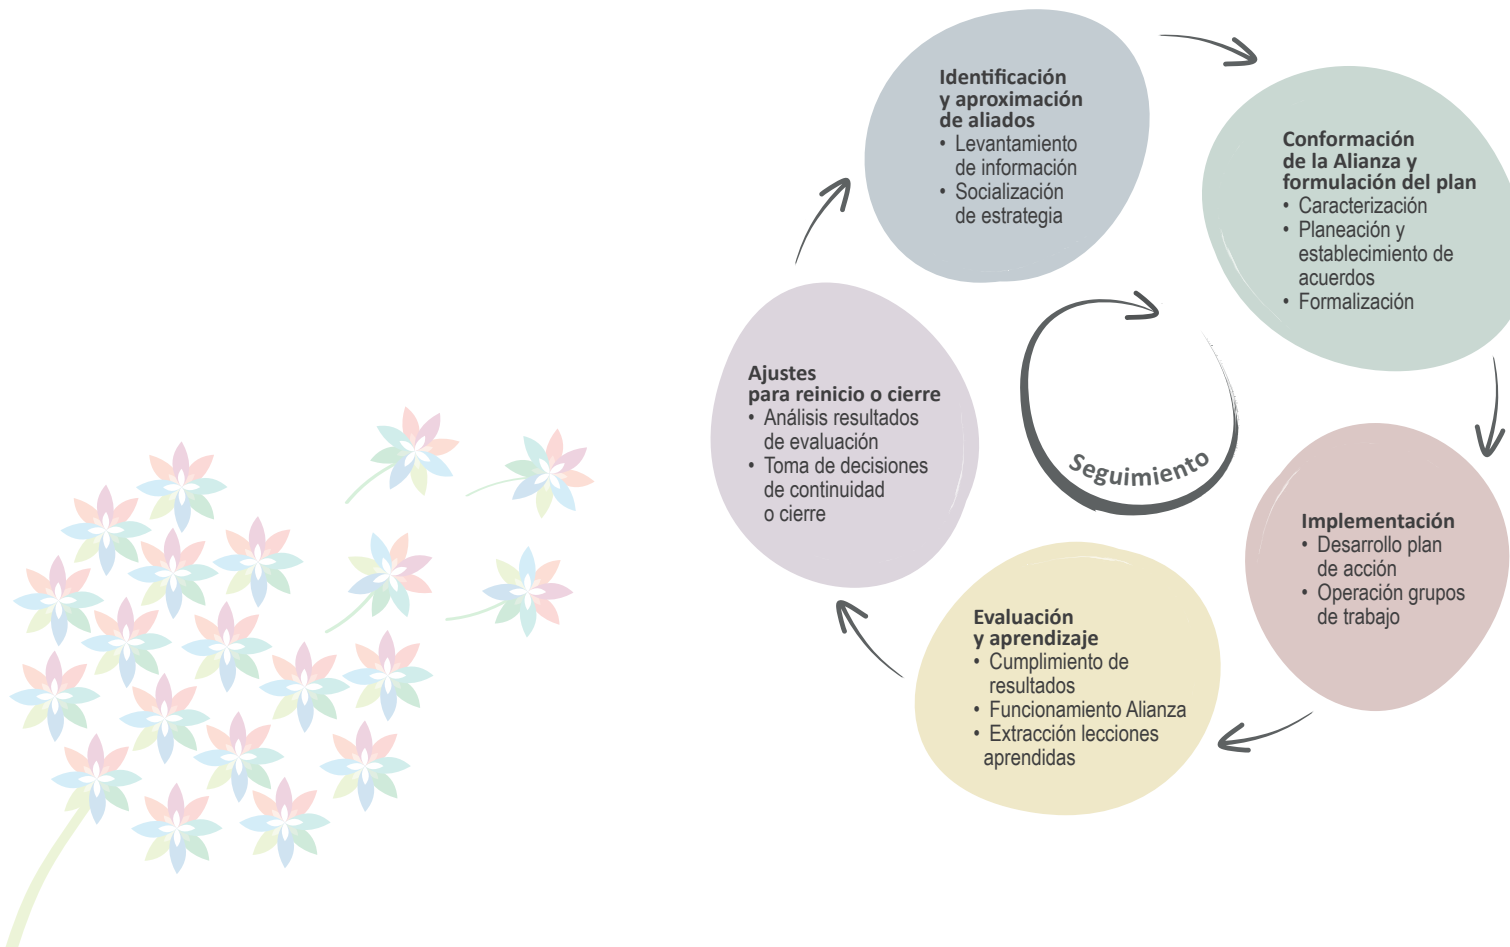 Identificación
y aproximación
de aliados
• Levantamiento
de información
• Socialización
de estrategia
Conformación
de la Alianza y
formulación del plan
• Caracterización
• Planeación y
establecimiento de
acuerdos
• Formalización
Implementación
• Desarrollo plan
de acción
• Operación grupos
de trabajo
Evaluación
y aprendizaje
• Cumplimiento de
resultados
• Funcionamiento Alianza
• Extracción lecciones
aprendidas
Ajustes
para reinicio o cierre
• Análisis resultados
de evaluación
• Toma de decisiones
de continuidad
o cierre
Seguimiento